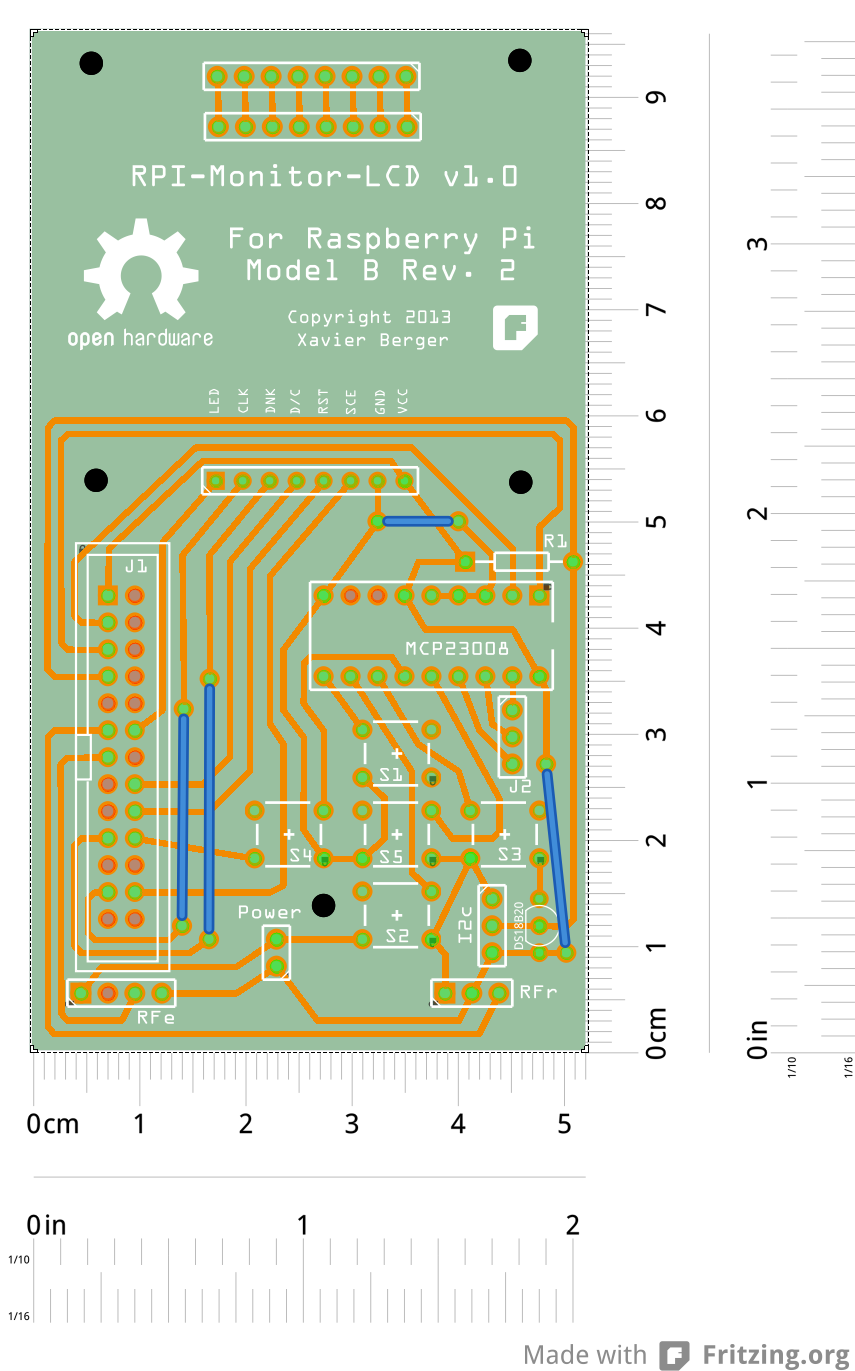 RPI-Monitor-LCD v1.0
For Raspberry Pi
Model B Rev. 2
open hardware
Copyright 2013
Xavier Berger
LED
CLK
DNK
D/C
RST
SCE
GND
VCC
R1
J1
MCP23008
S1
J2
S4
S5
S3
Power
S2
I2c
DS18B20
RFe
RFr
9
8
7
6
5
4
3
2
1
0cm
3
2
1
0in
1/10
1/16
0cm
1
2
3
4
5
0in
1
2
1/10
1/16
Made with Fritzing.org